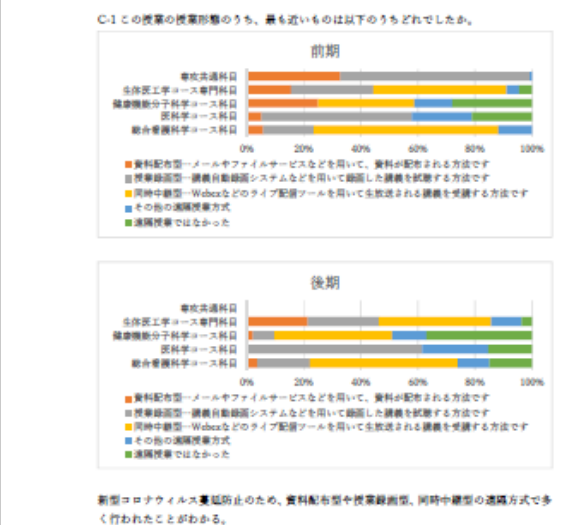 C-1 この授業の授業形態のうち、最も近いものは以下のうちどれでしたか。
前期
専攻共通科目
生体医工学コース専門科目
健康機能分子科学コース科目
医科学コース科目
総合看護科学コース科目
0% 20% 40% 60% 80% 100%
資料配布型…メールやファイルサービスなどを用いて、資料が配布される方法です
授業録画型…講義自動録画システムなどを用いて録画した講義を試聴する方法です
同時中継型…Webexなどのライブ配信ツールを用いて生放送される講義を受講する方法です
その他の遠隔授業方式
遠隔授業ではなかった
後期
専攻共通科目
生体医工学コース専門科目
健康機能分子科学コース科目
医科学コース科目
総合看護科学コース科目
0% 20% 40% 60% 80% 100%
資料配布型…メールやファイルサービスなどを用いて、資料が配布される方法です
授業録画型…講義自動録画システムなどを用いて録画した講義を試聴する方法です
同時中継型…Webexなどのライブ配信ツールを用いて生放送される講義を受講する方法です
その他の遠隔授業方式
遠隔授業ではなかった
新型コロナウィルス蔓延防止のため、資料配布型や授業録画型、同時中継型の遠隔方式で多
く行われたことがわかる。